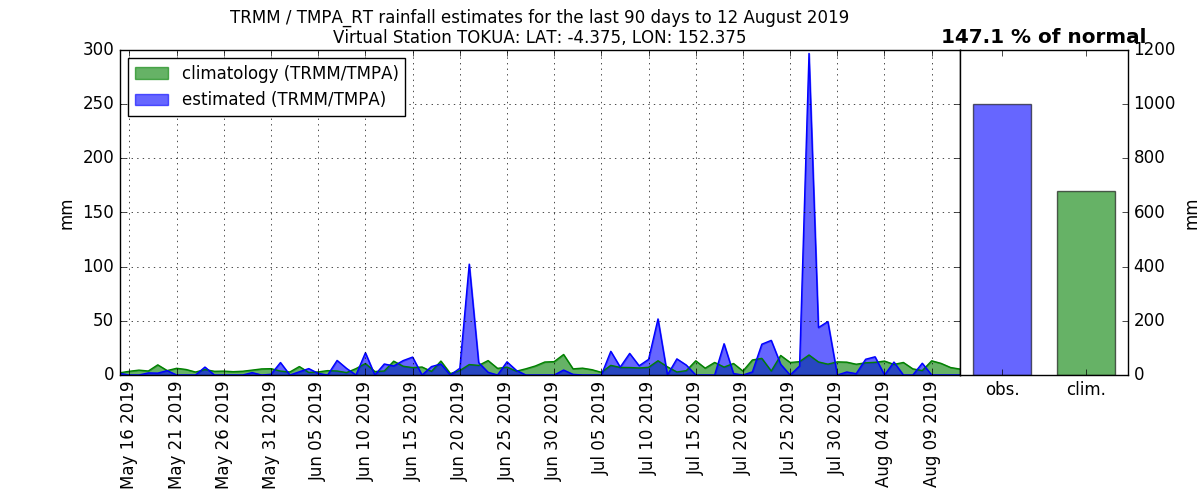 TRMM / TMPA_RT rainfall estimates for the last 90 days to 12 August 2019
Virtual Station TOKUA: LAT: -4.375, LON: 152.375
147.1 % of normal
climatology (TRMM/TMPA)
estimated (TRMM/TMPA)
mm
300
250
200
150
100
50
0
May 16 2019
May 21 2019
May 26 2019
May 31 2019
Jun 05 2019
Jun 10 2019
Jun 15 2019
Jun 20 2019
Jun 25 2019
Jun 30 2019
Jul 05 2019
Jul 10 2019
Jul 15 2019
Jul 20 2019
Jul 25 2019
Jul 30 2019
Aug 04 2019
Aug 09 2019
obs.
clim.
1200
1000
800
600
400
200
0
mm